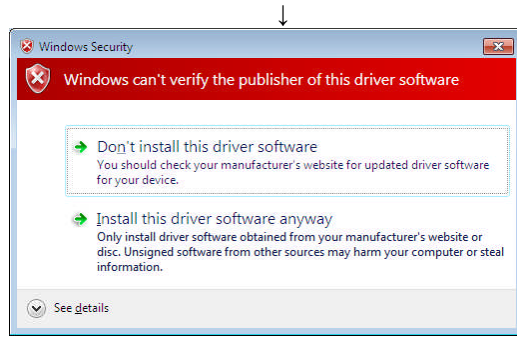 Windows Security
Windows can't verify the publisher of this driver software
Don't install this driver software
You should check your manufacturer's website for updated driver software
for your device.
Install this driver software anyway
Only install driver software obtained from your manufacturer's website or
disc. Unsigned software from other sources may harm your computer or steal
information.
See details